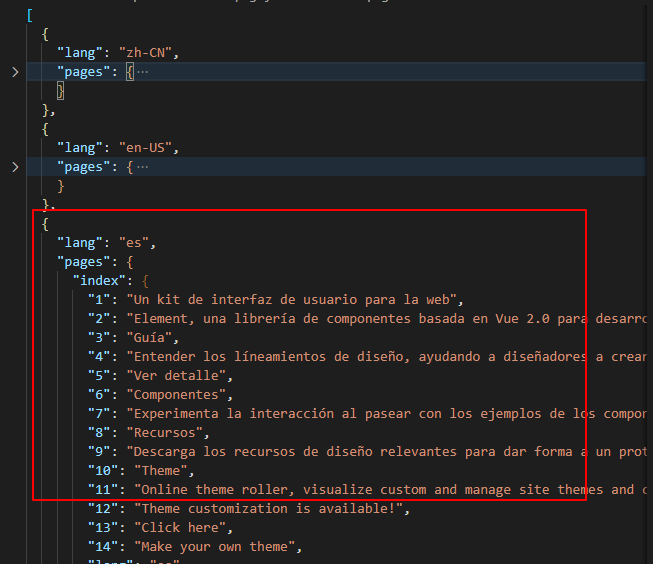 [
{
"lang": "zh-CN",
"pages": { ...
}
},
{
"lang": "en-US",
"pages": { ...
}
},
{
"lang": "es",
"pages": {
"index": {
"1": "Un kit de interfaz de usuario para la web",
"2": "Element, una librería de componentes basada en Vue 2.0 para desarro
"3": "Guía",
"4": "Entender los líneamientos de diseño, ayudando a diseñadores a crear
"5": "Ver detalle",
"6": "Componentes",
"7": "Experimenta la interacción al pasear con los ejemplos de los compon
"8": "Recursos",
"9": "Descarga los recursos de diseño relevantes para dar forma a un prot
"10": "Theme",
"11": "Online theme roller, visualize custom and manage site themes and c
"12": "Theme customization is available!",
"13": "Click here",
"14": "Make your own theme",